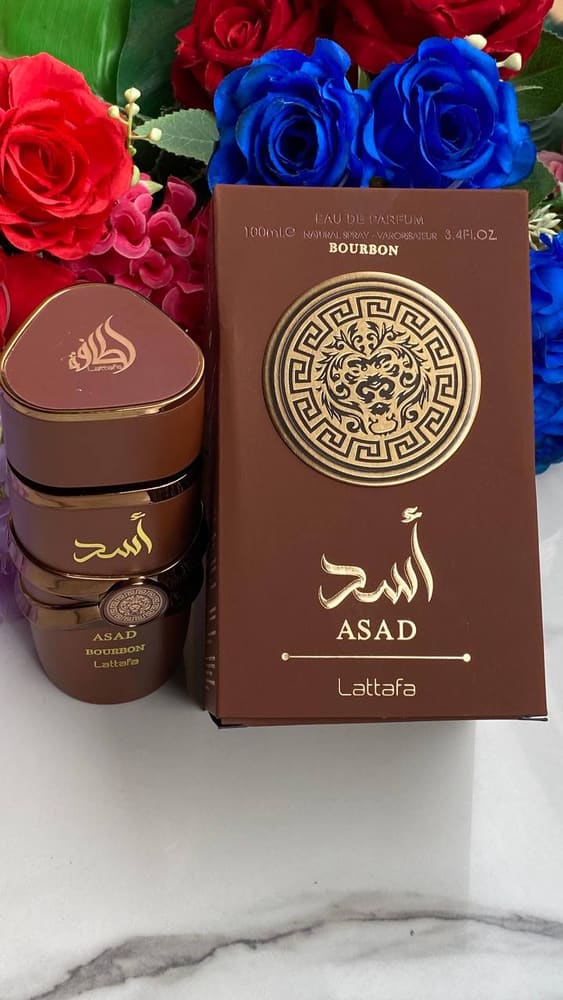 EAU DE PARFUM
100ml.℮ NATURAL SPRAY - VAPORISATEUR 3.4Fl.OZ
BOURBON
أسد
ASAD
Lattafa
لطافة
Lattafa
أسد
ASAD
BOURBON
Lattafa